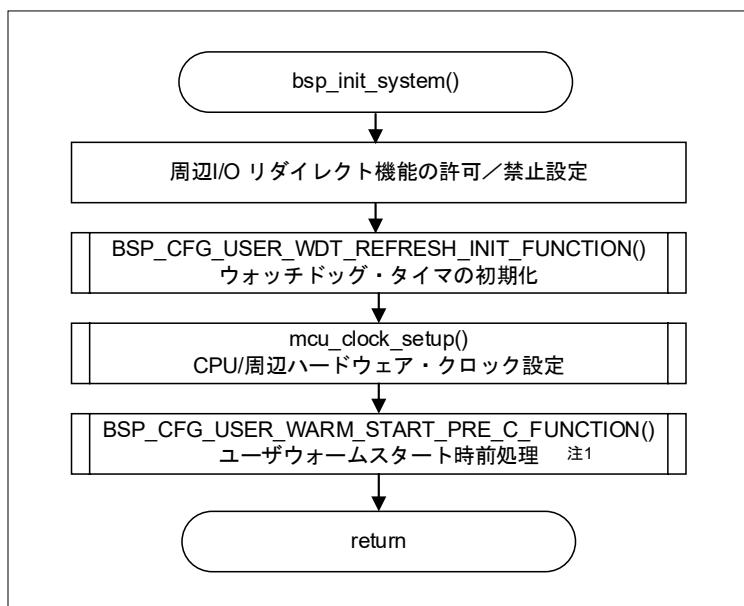 bsp_init_system()
周辺I/O リダイレクト機能の許可／禁止設定
BSP_CFG_USER_WDT_REFRESH_INIT_FUNCTION()
ウォッチドッグ・タイマの初期化
mcu_clock_setup()
CPU/周辺ハードウェア・クロック設定
BSP_CFG_USER_WARM_START_PRE_C_FUNCTION()
ユーザウォームスタート時前処理 注1
return